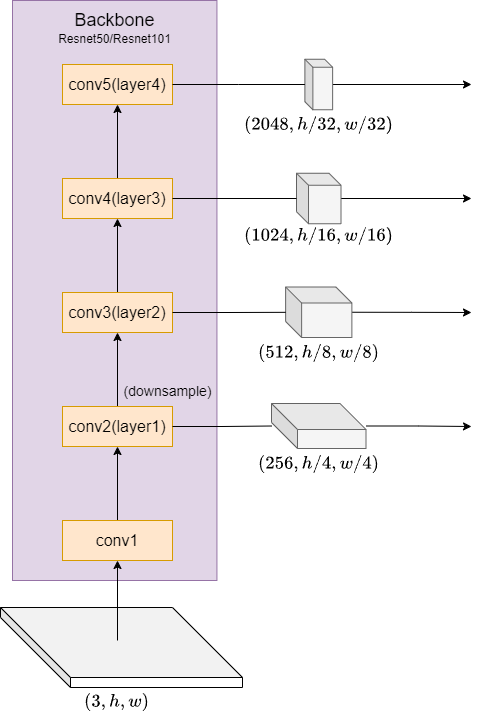 Backbone
Resnet50/Resnet101
conv5(layer4)
(2048, h/32, w/32)
conv4(layer3)
(1024, h/16, w/16)
conv3(layer2)
(512, h/8, w/8)
(downsample)
conv2(layer1)
(256, h/4, w/4)
conv1
(3, h, w)